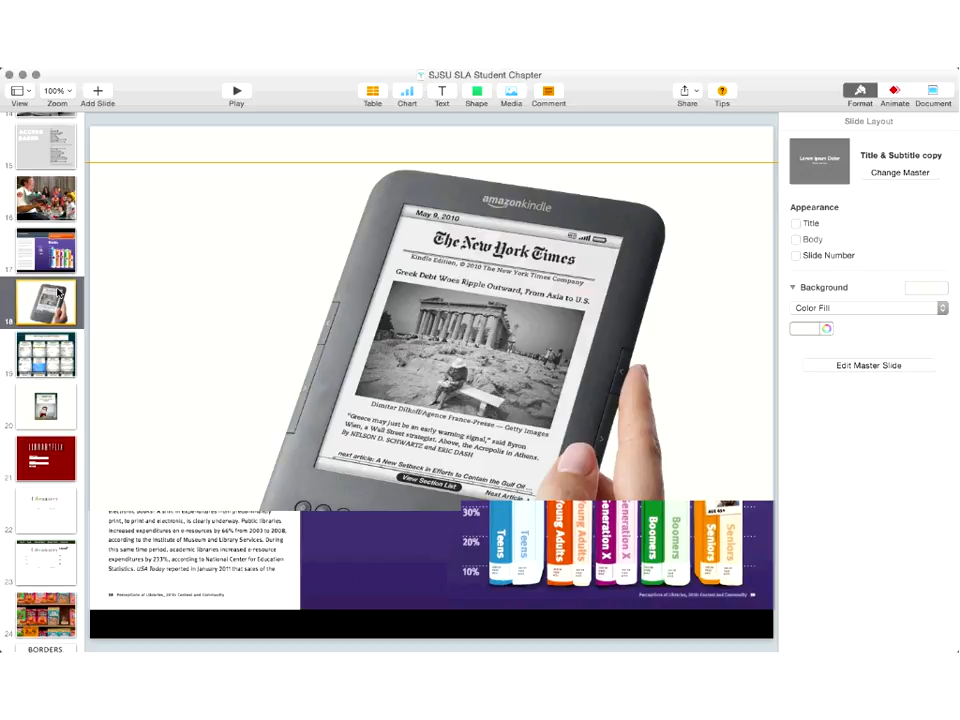 SJSU SLA Student Chapter
100%
View Zoom Add Slide Play Table Chart Text Shape Media Comment Share Tips Format Animate Document
Slide Layout
Title & Subtitle copy
Change Master
Appearance
Title
Body
Slide Number
Background
Color Fill
Edit Master Slide
14
15
16
17
18
19
20
21
22
23
24
BORDERS.
amazonkindle
May 9, 2010
The New York Times
Kindle Edition, © 2010 The New York Times Company
Greek Debt Woes Ripple Outward, From Asia to U.S.
Dimitar Dilkoff/Agence France-Presse — Getty Images
"Greece may just be an early warning signal," said Byron
Wien, a Wall Street strategist. Above, the Acropolis in Athens.
By NELSON D. SCHWARTZ and ERIC DASH
next article: A New Setback in Efforts to Contain the Gulf Oil ...
View Section List
Next Article
print, by print and electronic, is clearly underway. Public libraries
increased expenditures on e-resources by 66% from 2003 to 2008,
according to the Institute of Museum and Library Services. During
this same time period, academic libraries increased e-resource
expenditures by 233%, according to National Center for Education
Statistics. USA Today reported in January 2011 that sales of the
30%
20%
10%
Teens
Teens
Young Adults
Young Adults
Generation X
Generation X
Boomers
Boomers
Seniors
Seniors
Perceptions of Libraries, 2010: Context and Community
Perceptions of Libraries, 2010: Context and Community